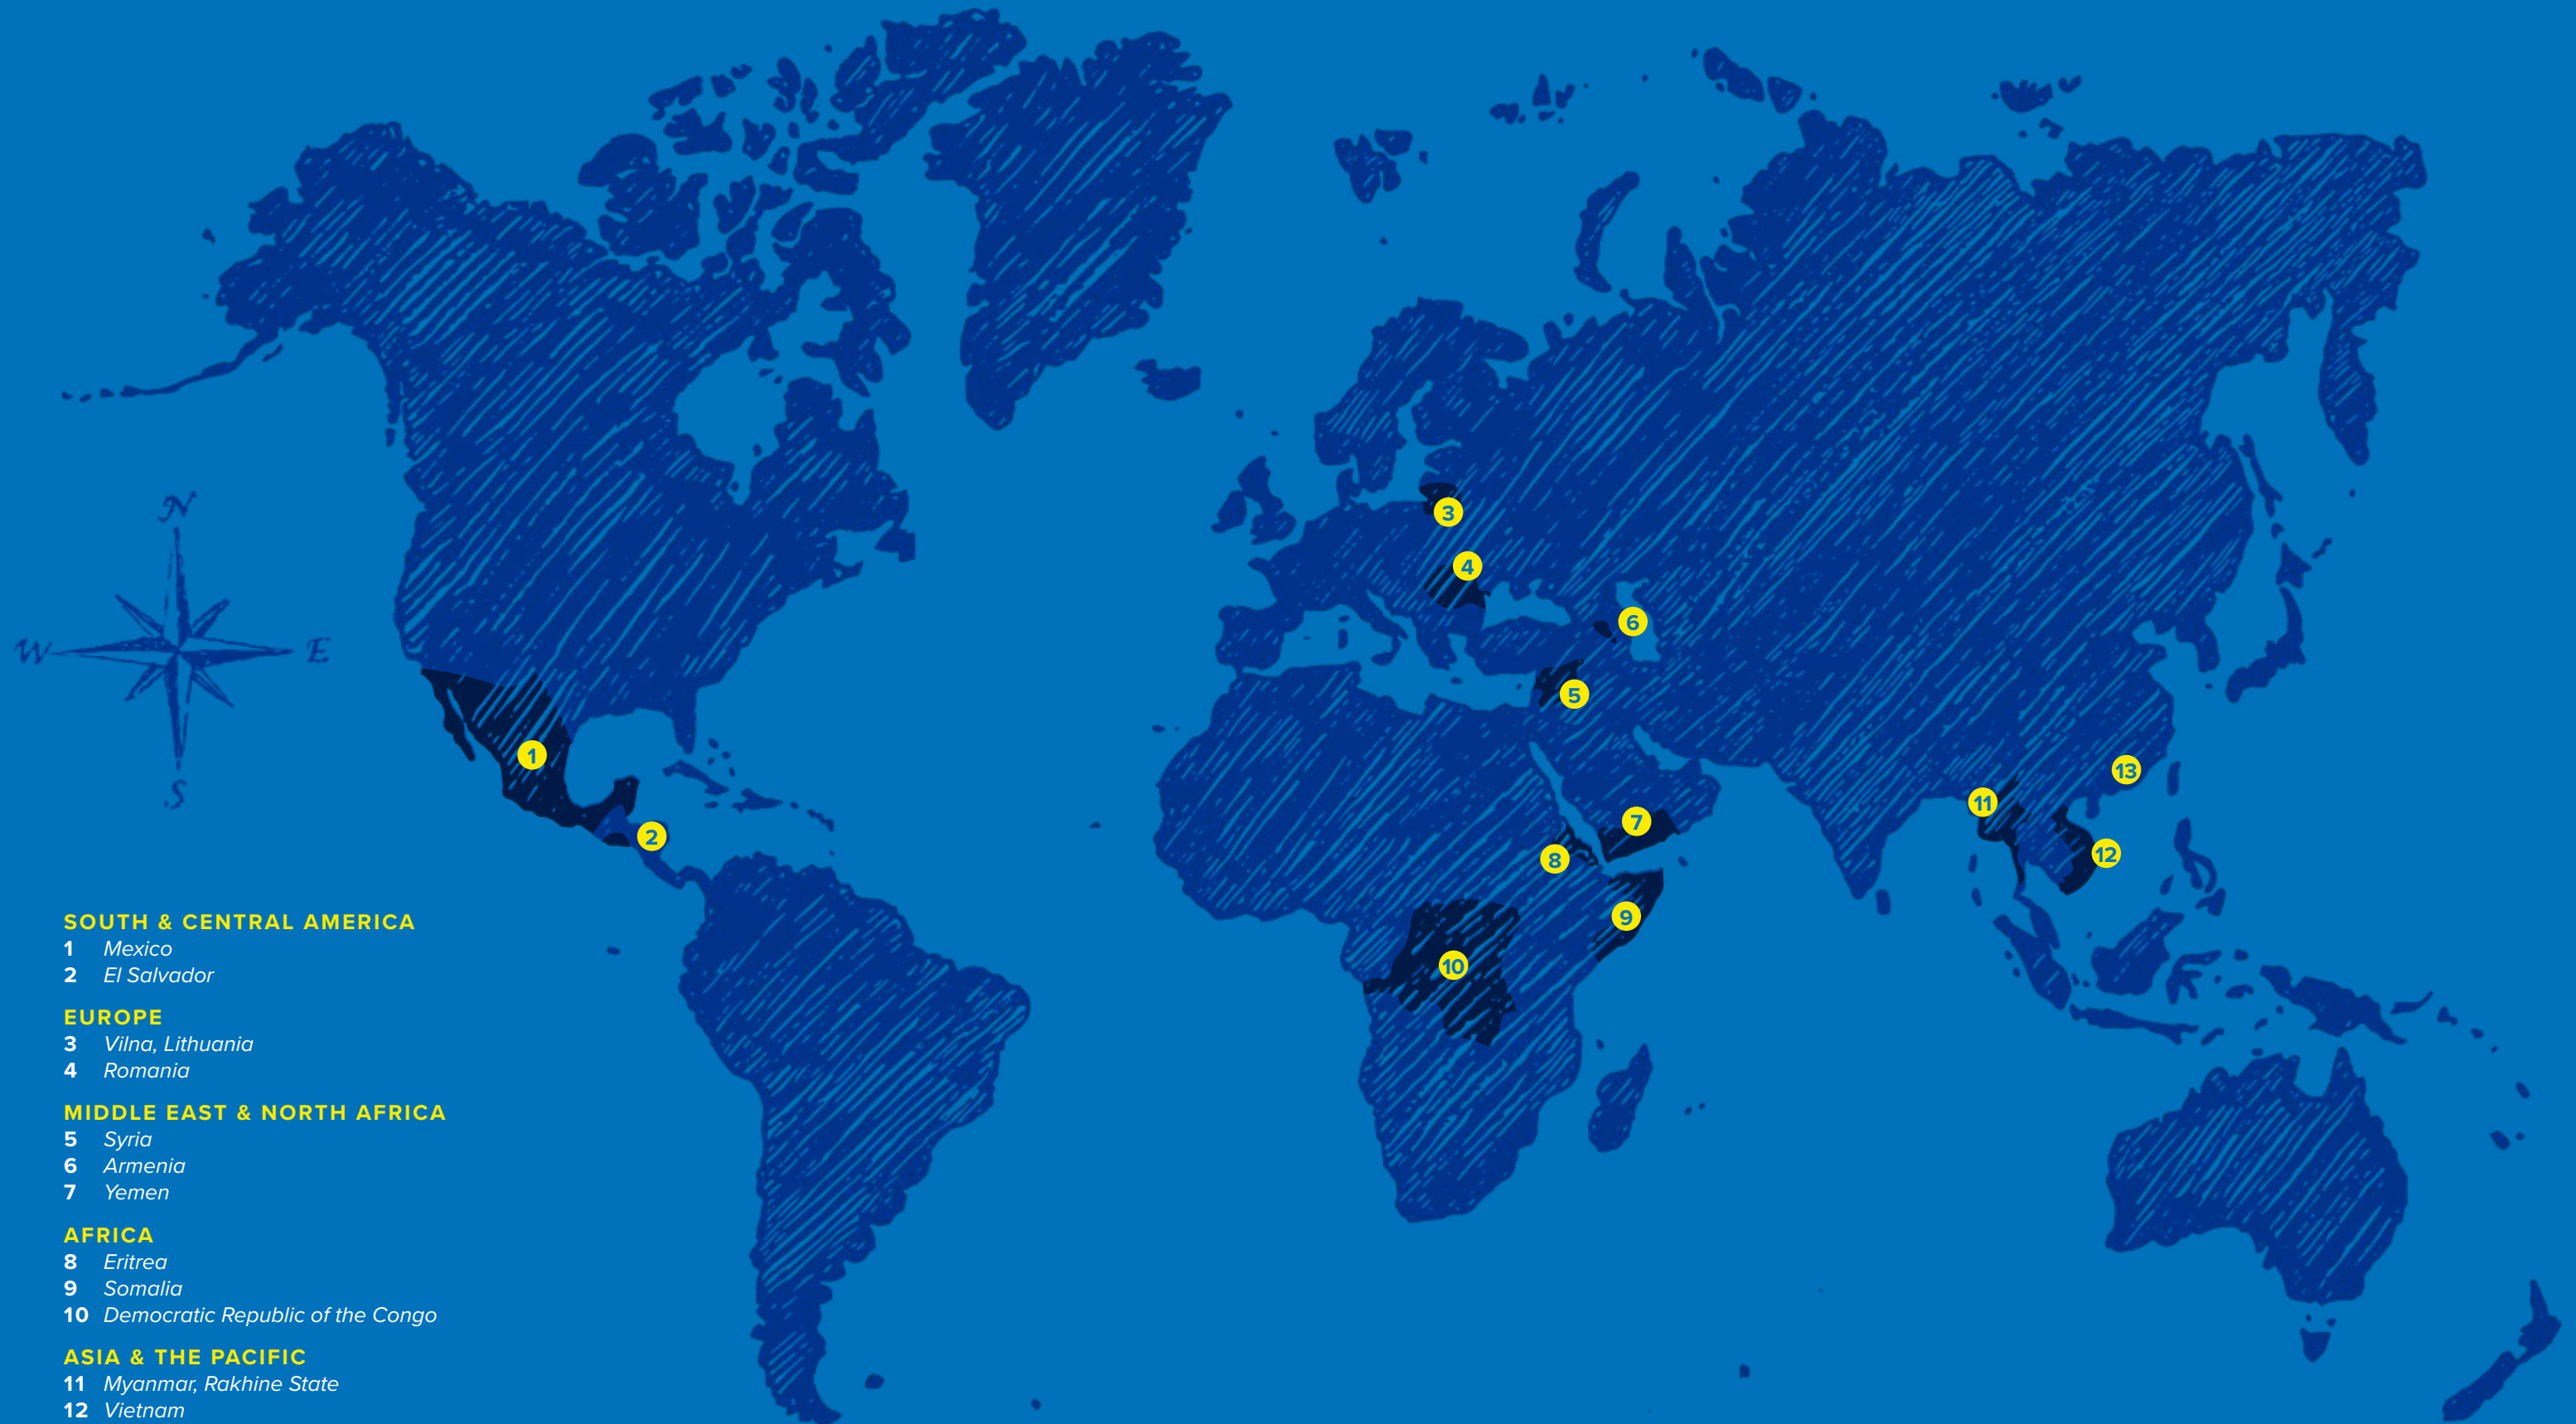 N
W E
S
1
2
3
4
5
6
7
8
9
10
11
12
13
SOUTH & CENTRAL AMERICA
1 Mexico
2 El Salvador
EUROPE
3 Vilna, Lithuania
4 Romania
MIDDLE EAST & NORTH AFRICA
5 Syria
6 Armenia
7 Yemen
AFRICA
8 Eritrea
9 Somalia
10 Democratic Republic of the Congo
ASIA & THE PACIFIC
11 Myanmar, Rakhine State
12 Vietnam